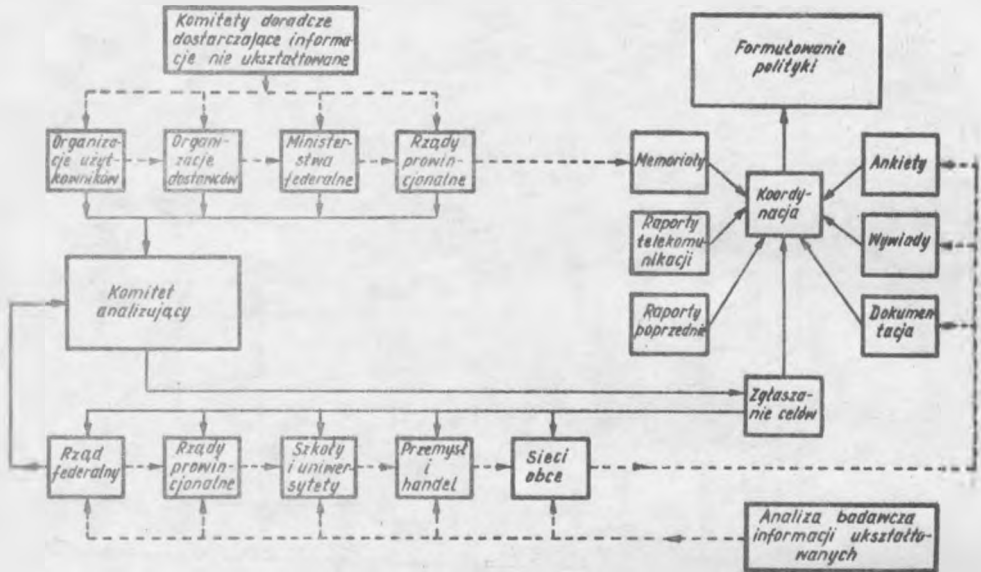 Komitety doradcze
dostarczające informa-
cje nie ukształtowane
Formułowanie
polityki
Organiza-
cje użyt-
kowników
Organi-
zacje
dostawców
Minister-
stwa
federalne
Rządy
prowin-
cjonalne
Memoriały
Ankiety
Koordy-
nacja
Raporty
telekomu-
nikacji
Wywiady
Komitet
analizujący
Raporty
poprzednie
Dokumen-
tacja
Zgłasza-
nie celów
Rząd
federalny
Rządy
prowin-
cjonalne
Szkoły
i uniwer-
sytety
Przemysł
i
handel
Sieci
obce
Analiza badawcza
informacji ukształto-
wanych